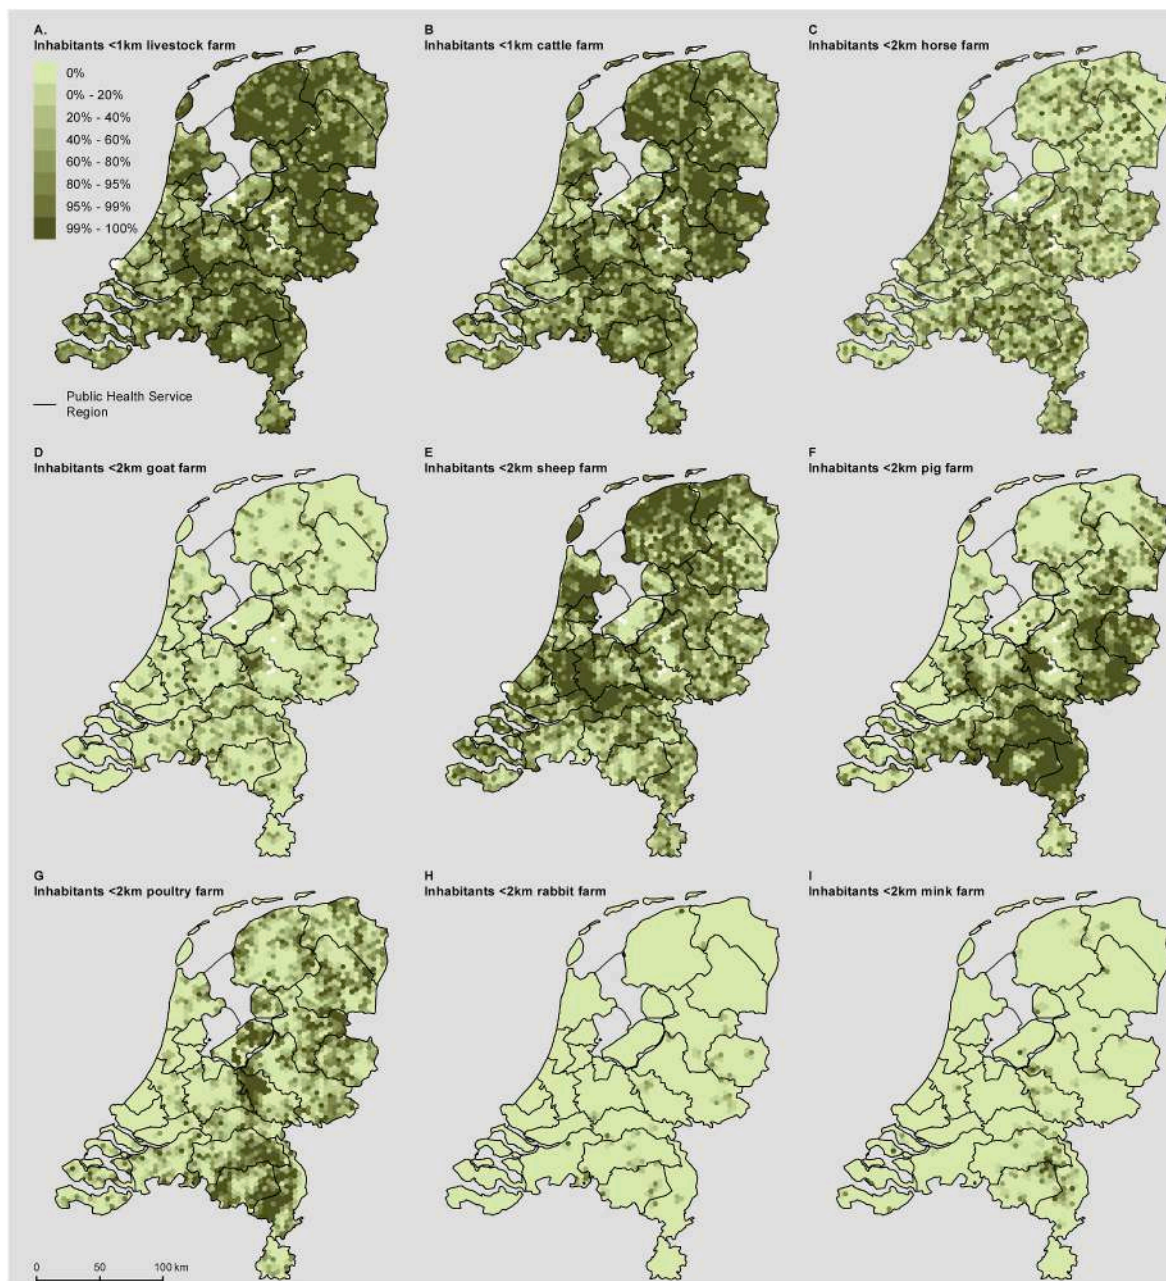 A.
Inhabitants <1km livestock farm
0%
0% - 20%
20% - 40%
40% - 60%
60% - 80%
80% - 95%
95% - 99%
99% - 100%
Public Health Service
Region
B
Inhabitants <1km cattle farm
C
Inhabitants <2km horse farm
D
Inhabitants <2km goat farm
E
Inhabitants <2km sheep farm
F
Inhabitants <2km pig farm
G
Inhabitants <2km poultry farm
H
Inhabitants <2km rabbit farm
I
Inhabitants <2km mink farm
0 50 100 km